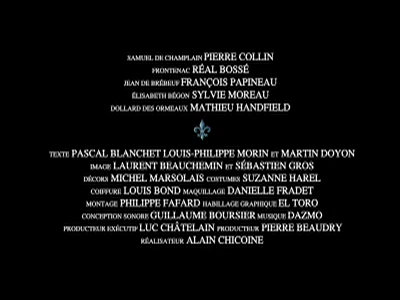 SAMUEL DE CHAMPLAIN PIERRE COLLIN
FRONTENAC RÉAL BOSSÉ
JEAN DE BRÉBEUF FRANÇOIS PAPINEAU
ÉLISABETH BÉGON SYLVIE MOREAU
DOLLARD DES ORMEAUX MATHIEU HANDFIELD
TEXTE PASCAL BLANCHET LOUIS-PHILIPPE MORIN ET MARTIN DOYON
IMAGE LAURENT BEAUCHEMIN ET SÉBASTIEN GROS
DÉCORS MICHEL MARSOLAIS COSTUMES SUZANNE HAREL
COIFFURE LOUIS BOND MAQUILLAGE DANIELLE FRADET
MONTAGE PHILIPPE FAFARD HABILLAGE GRAPHIQUE EL TORO
CONCEPTION SONORE GUILLAUME BOURSIER MUSIQUE DAZMO
PRODUCTEUR EXÉCUTIF LUC CHÂTELAIN PRODUCTEUR PIERRE BEAUDRY
RÉALISATEUR ALAIN CHICOINE